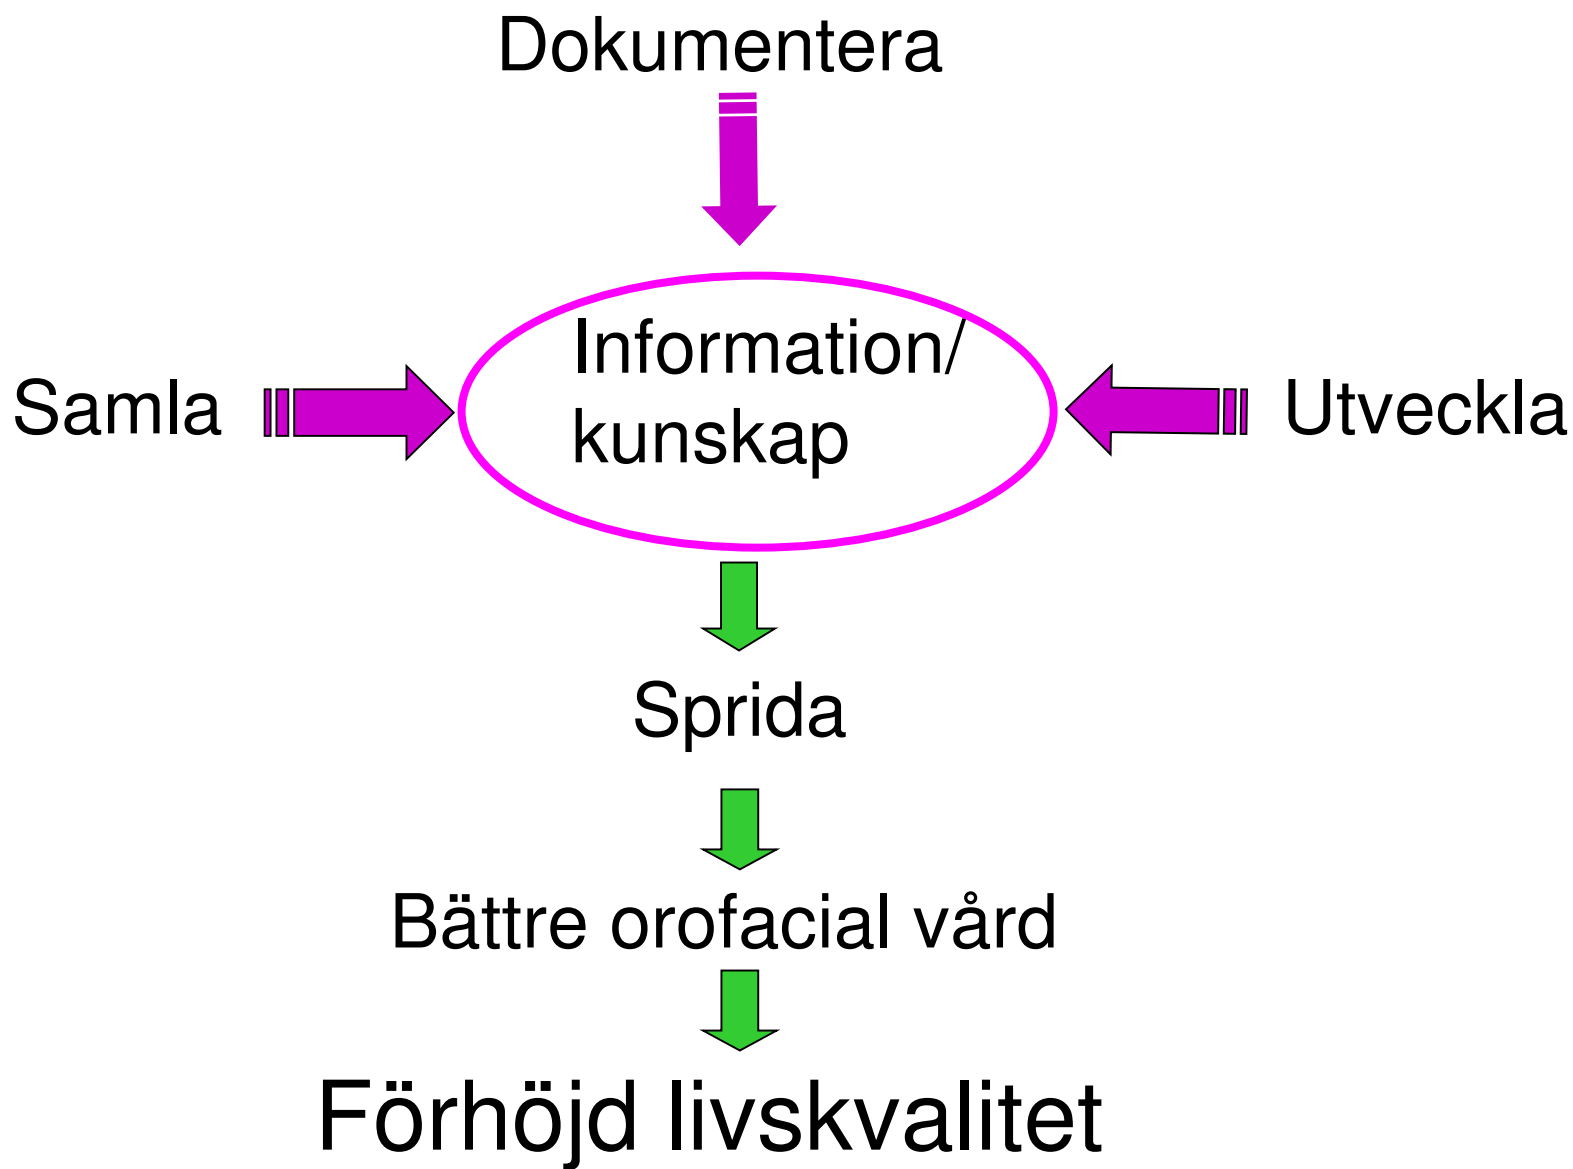 Dokumentera
Information/
kunskap
Samla
Utveckla
Sprida
Bättre orofacial vård
Förhöjd livskvalitet